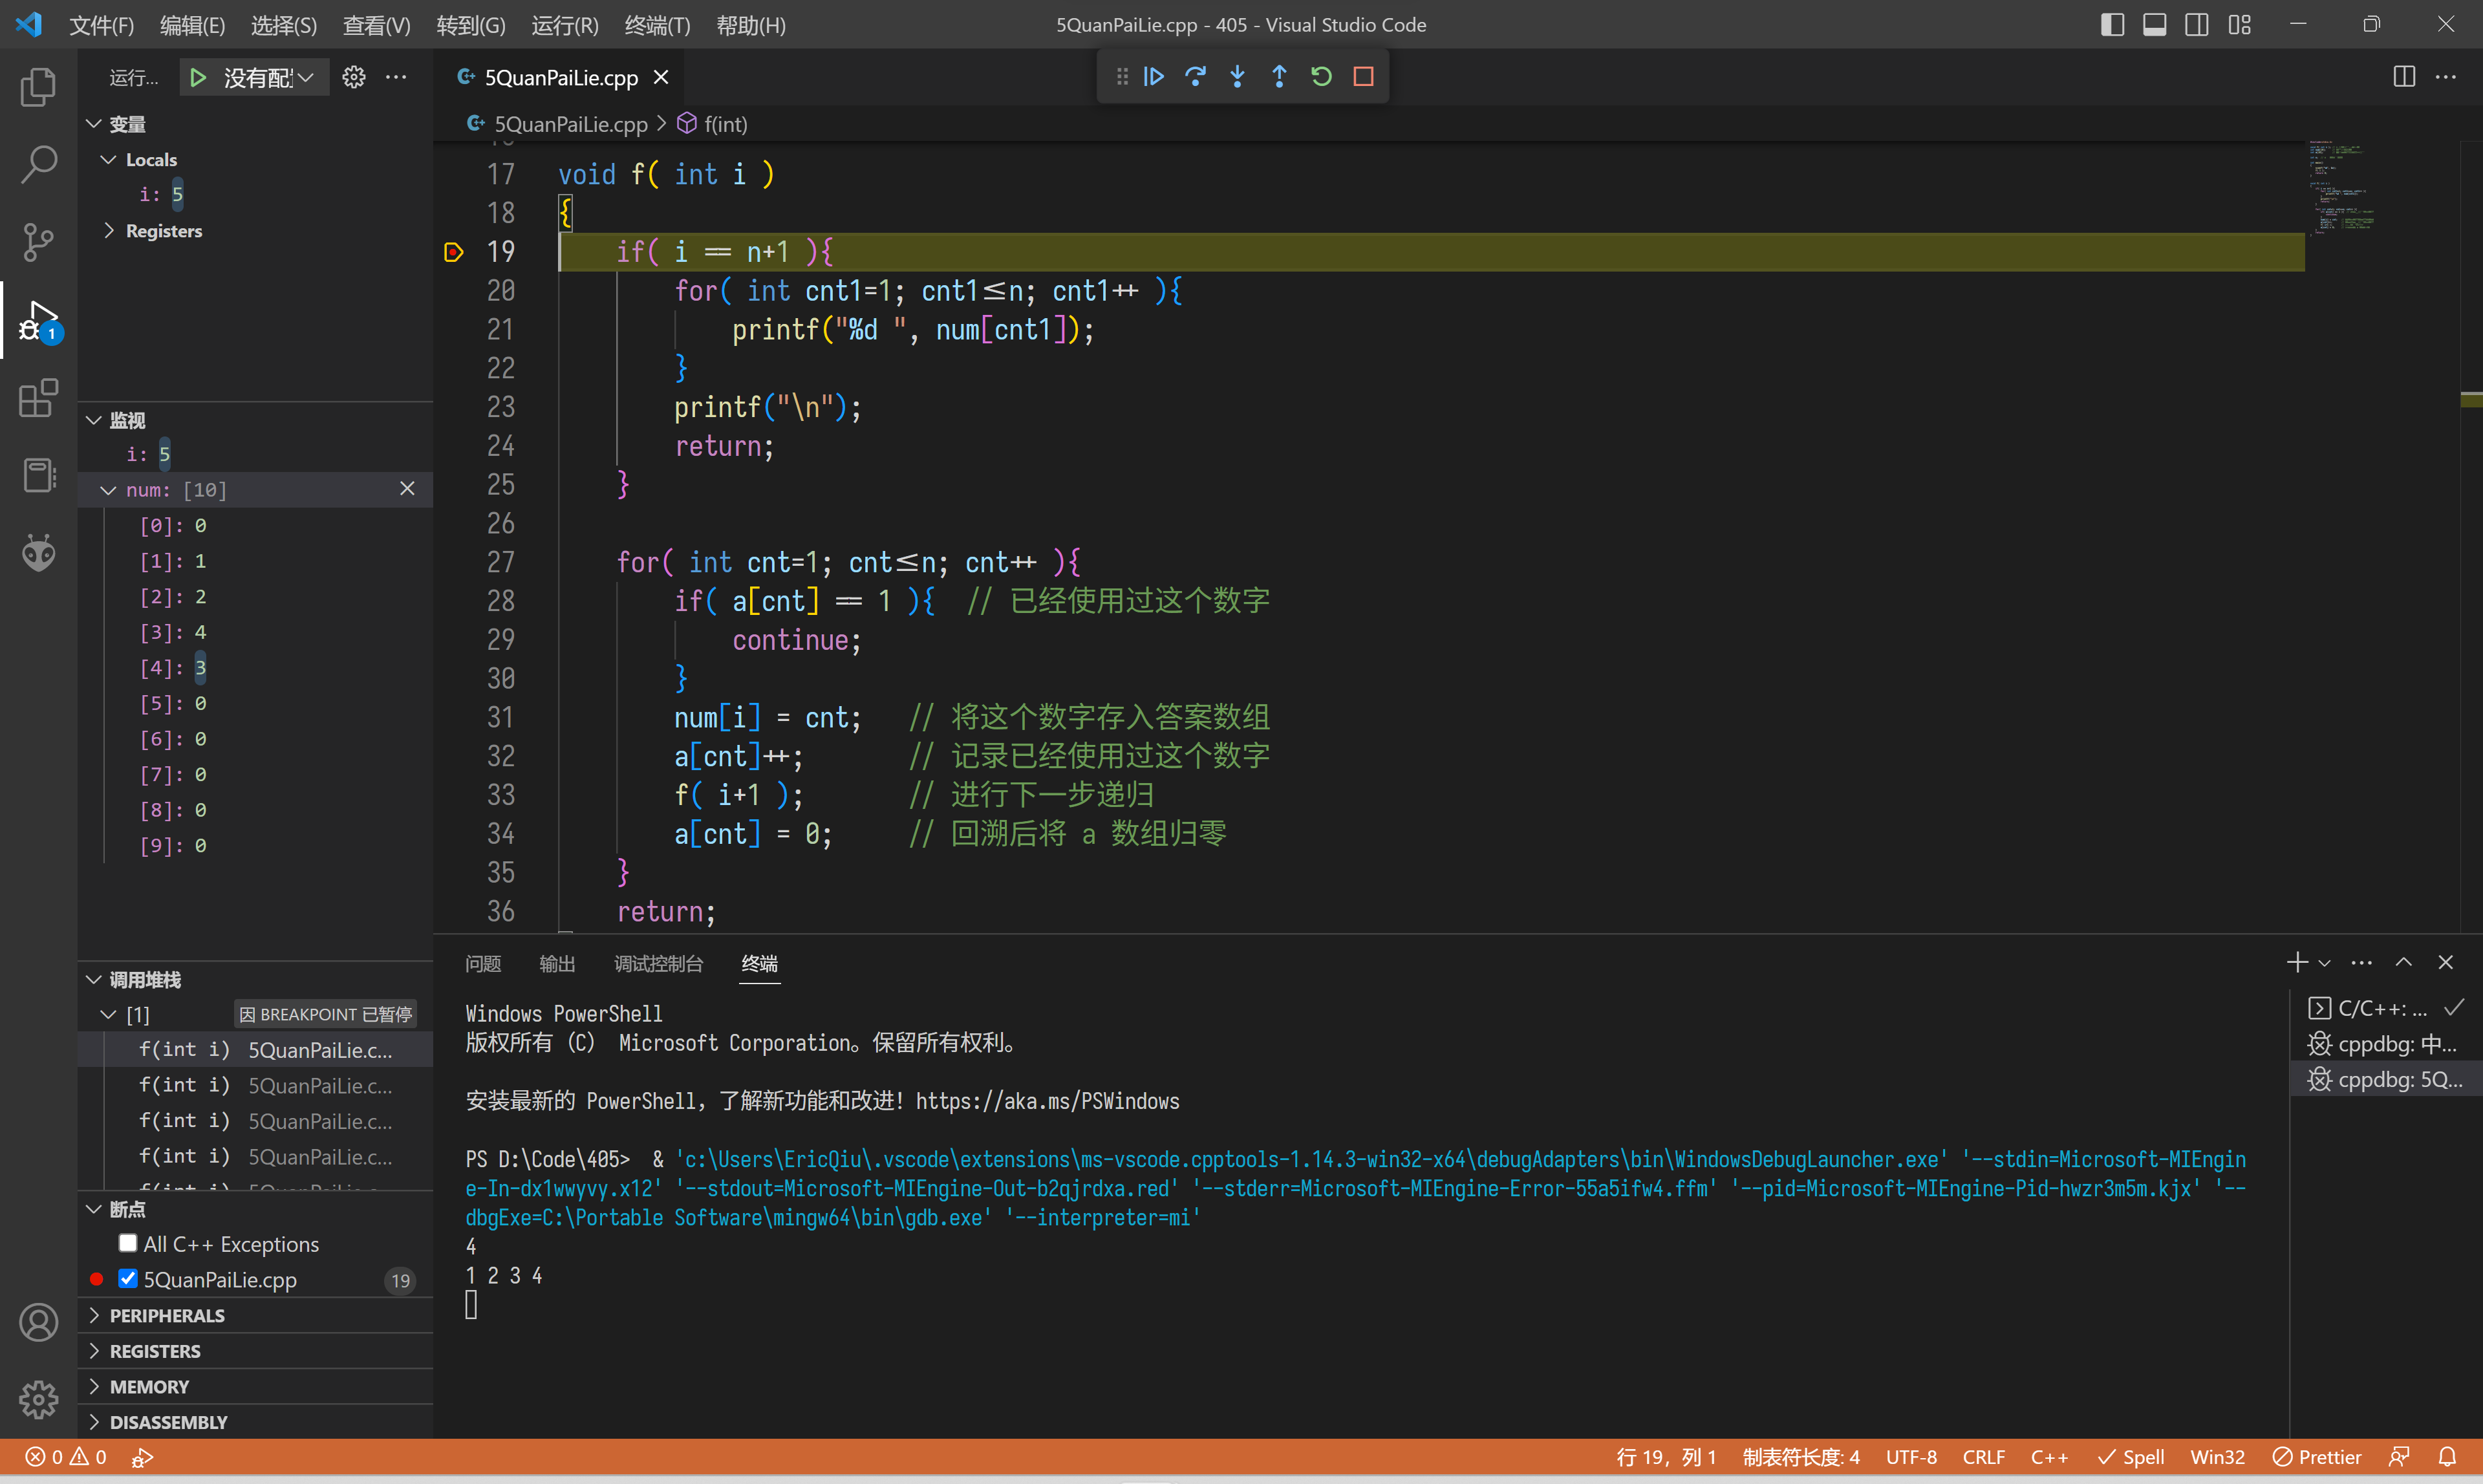 文件(F) 编辑(E) 选择(S) 查看(V) 转到(G) 运行(R) 终端(T) 帮助(H) 5QuanPaiLie.cpp - 405 - Visual Studio Code
运行... 没有配
变量
Locals
i: 5
Registers
监视
i: 5
num: [10]
[0]: 0
[1]: 1
[2]: 2
[3]: 4
[4]: 3
[5]: 0
[6]: 0
[7]: 0
[8]: 0
[9]: 0
调用堆栈
[1] 因 BREAKPOINT 已暂停
f(int i) 5QuanPaiLie.c...
f(int i) 5QuanPaiLie.c...
f(int i) 5QuanPaiLie.c...
f(int i) 5QuanPaiLie.c...
断点
All C++ Exceptions
5QuanPaiLie.cpp 19
PERIPHERALS
REGISTERS
MEMORY
DISASSEMBLY
1
5QuanPaiLie.cpp
5QuanPaiLie.cpp > f(int)
17 void f( int i )
18 {
19 if( i == n+1 ){
20 for( int cnt1=1; cnt1<=n; cnt1++ ){
21 printf("%d ", num[cnt1]);
22 }
23 printf("\n");
24 return;
25 }
26
27 for( int cnt=1; cnt<=n; cnt++ ){
28 if( a[cnt] == 1 ){ // 已经使用过这个数字
29 continue;
30 }
31 num[i] = cnt; // 将这个数字存入答案数组
32 a[cnt]++; // 记录已经使用过这个数字
33 f( i+1 ); // 进行下一步递归
34 a[cnt] = 0; // 回溯后将 a 数组归零
35 }
36 return;
问题 输出 调试控制台 终端
Windows PowerShell
版权所有（C） Microsoft Corporation。保留所有权利。
安装最新的 PowerShell，了解新功能和改进！https://aka.ms/PSWindows
PS D:\Code\405> & 'c:\Users\EricQiu\.vscode\extensions\ms-vscode.cpptools-1.14.3-win32-x64\debugAdapters\bin\WindowsDebugLauncher.exe' '--stdin=Microsoft-MIEngin
e-In-dx1wwyvy.x12' '--stdout=Microsoft-MIEngine-Out-b2qjrdxa.red' '--stderr=Microsoft-MIEngine-Error-55a5ifw4.ffm' '--pid=Microsoft-MIEngine-Pid-hwzr3m5m.kjx' '--
dbgExe=C:\Portable Software\mingw64\bin\gdb.exe' '--interpreter=mi'
4
1 2 3 4
C/C++: ...
cppdbg: 中...
cppdbg: 5Q...
0 0 行 19，列 1 制表符长度: 4 UTF-8 CRLF C++ Spell Win32 Prettier